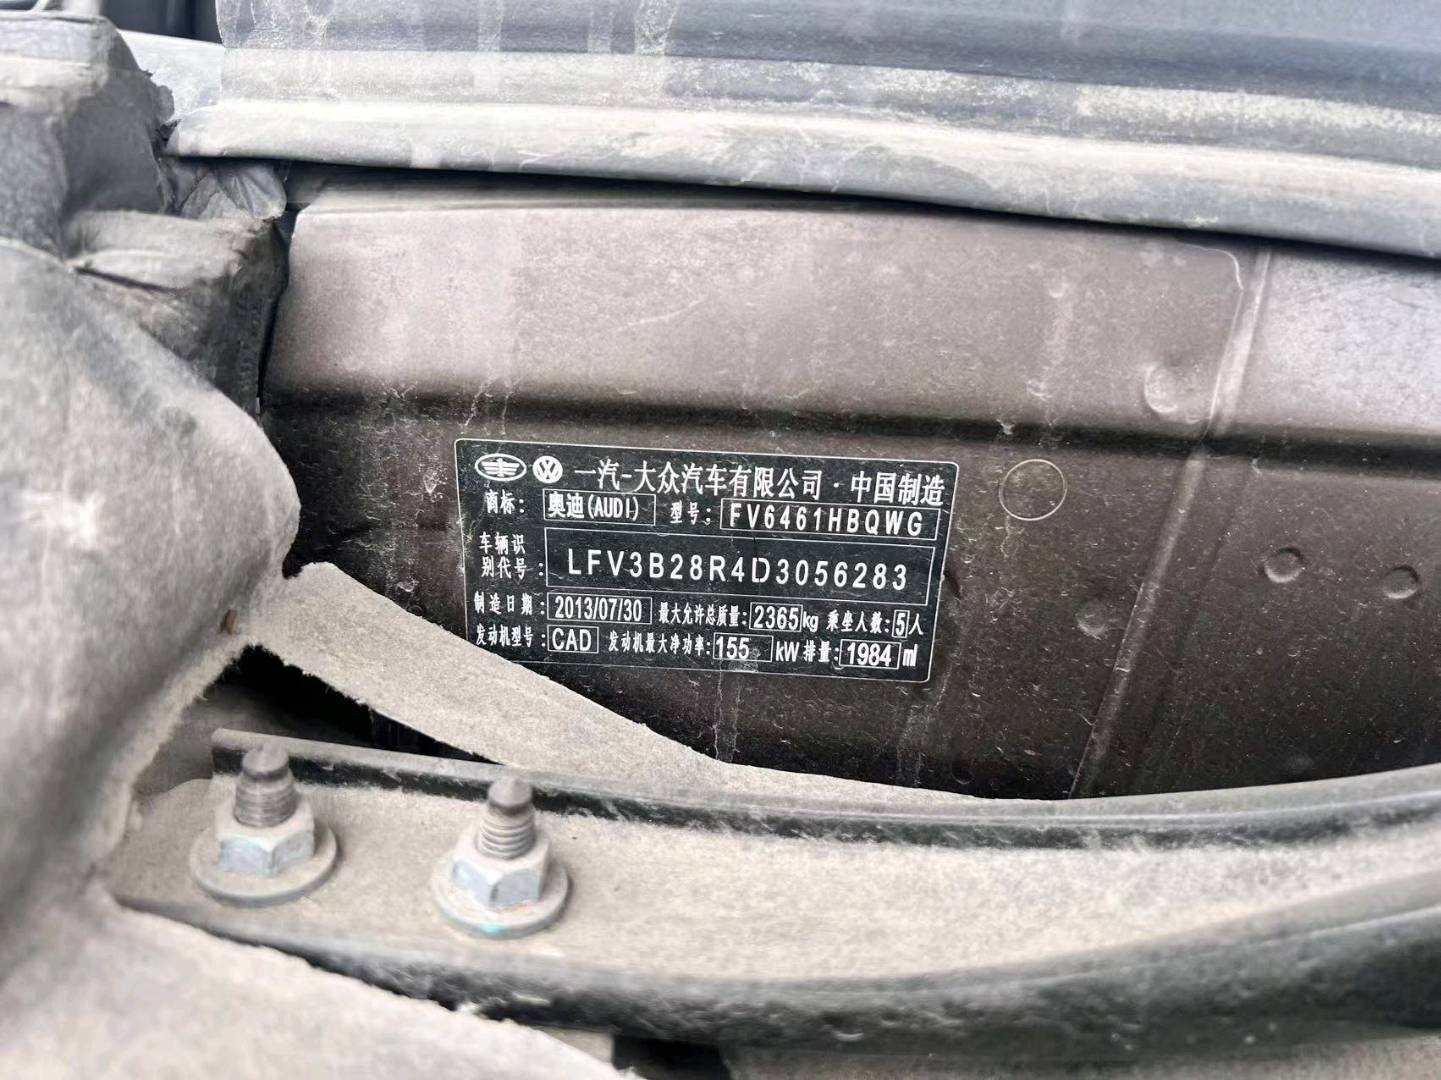 一汽-大众汽车有限公司·中国制造
商标: 奥迪(AUDI) 型号: FV6461HBQWG
车辆识别代号: LFV3B28R4D3056283
制造日期: 2013/07/30 最大允许总质量: 2365kg 乘坐人数: 5人
发动机型号: CAD 发动机最大净功率: 155 kW 排量: 1984 ml